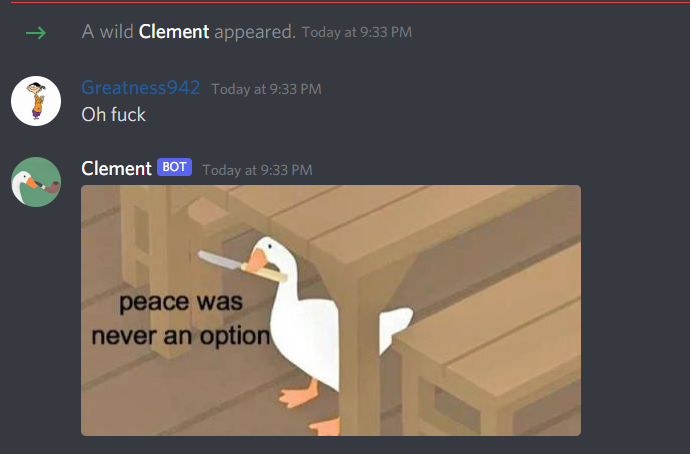 A wild Clement appeared. Today at 9:33 PM
Greatness942 Today at 9:33 PM
Oh fuck
Clement BOT Today at 9:33 PM
peace was
never an option